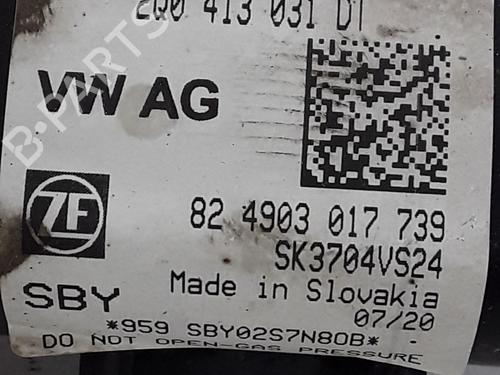 2Q0 413 031 DT
VW AG
ZF
82 4903 017 739
SK3704VS24
Made in Slovakia
SBY
07/20
*959 SBY02S7N80B*
DO NOT OPEN-GAS PRESSURE
B-PARTS